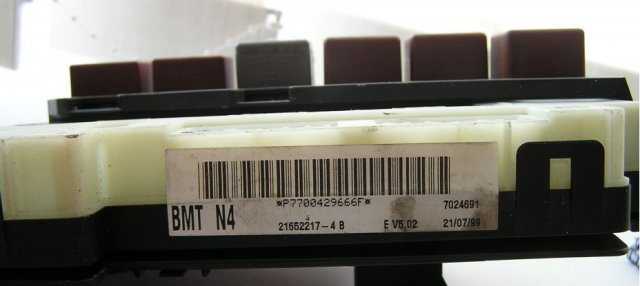 *P7700429666F*
7024691
BMT N4
21652217-4 B
E V5.02
21/07/99